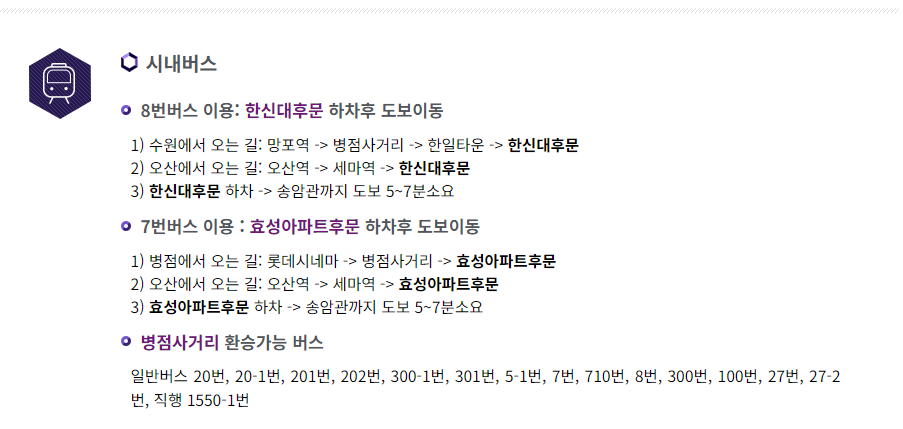 시내버스
8번버스 이용: 한신대후문 하차후 도보이동
1) 수원에서 오는 길: 망포역 -> 병점사거리 -> 한일타운 -> 한신대후문
2) 오산에서 오는 길: 오산역 -> 세마역 -> 한신대후문
3) 한신대후문 하차 -> 송암관까지 도보 5~7분소요
7번버스 이용 : 효성아파트후문 하차후 도보이동
1) 병점에서 오는 길: 롯데시네마 -> 병점사거리 -> 효성아파트후문
2) 오산에서 오는 길: 오산역 -> 세마역 -> 효성아파트후문
3) 효성아파트후문 하차 -> 송암관까지 도보 5~7분소요
병점사거리 환승가능 버스
일반버스 20번, 20-1번, 201번, 202번, 300-1번, 301번, 5-1번, 7번, 710번, 8번, 300번, 100번, 27번, 27-2
번, 직행 1550-1번